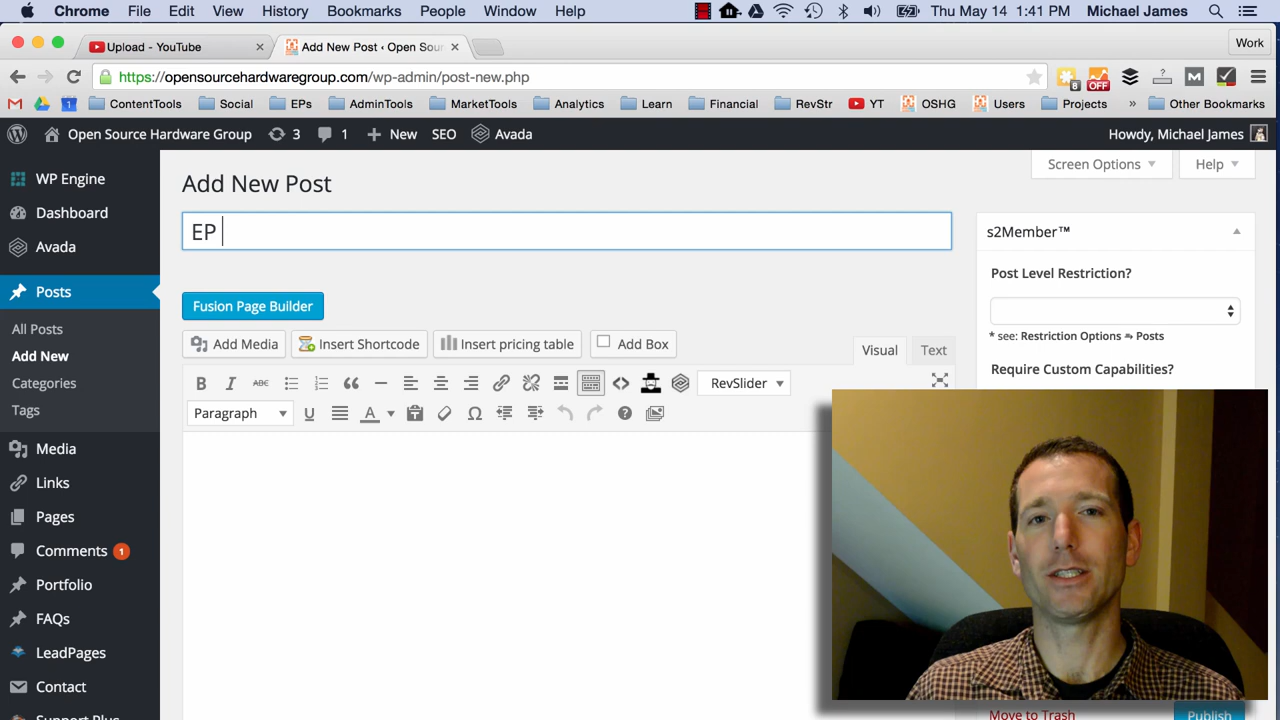 Chrome File Edit View History Bookmarks People Window Help Thu May 14 1:41 PM Michael James
Upload - YouTube Add New Post ‹ Open Sour
Work
https://opensourcehardwaregroup.com/wp-admin/post-new.php
8 OFF
ContentTools Social EPs AdminTools MarketTools Analytics Learn Financial RevStr YT OSHG Users Projects » Other Bookmarks
Open Source Hardware Group 3 1 New SEO Avada Howdy, Michael James
Screen Options Help
WP Engine
Dashboard
Avada
Posts
All Posts
Add New
Categories
Tags
Media
Links
Pages
Comments 1
Portfolio
FAQs
LeadPages
Contact
Support Plus
Add New Post
EP
Fusion Page Builder
Add Media Insert Shortcode Insert pricing table Add Box
Visual Text
B I ABC RevSlider
Paragraph U A
s2Member™
Post Level Restriction?
* see: Restriction Options ⇒ Posts
Require Custom Capabilities?
Move to Trash Publish